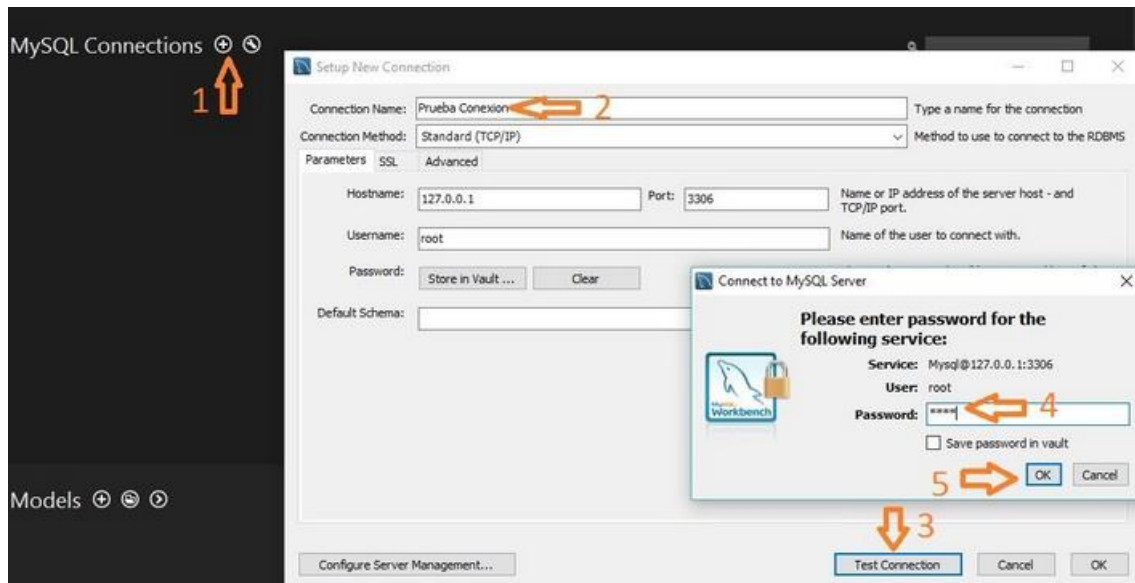 MySQL Connections
1
Setup New Connection
Connection Name: Prueba Conexion 2 Type a name for the connection
Connection Method: Standard (TCP/IP) Method to use to connect to the RDBMS
Parameters SSL Advanced
Hostname: 127.0.0.1 Port: 3306 Name or IP address of the server host - and
TCP/IP port.
Username: root Name of the user to connect with.
Password: Store in Vault ... Clear
Default Schema:
Connect to MySQL Server
Please enter password for the
following service:
Service: Mysql@127.0.0.1:3306
User: root
Password: **** 4
MySQL
Workbench
Save password in vault
5 OK Cancel
Models
3
Configure Server Management... Test Connection Cancel OK